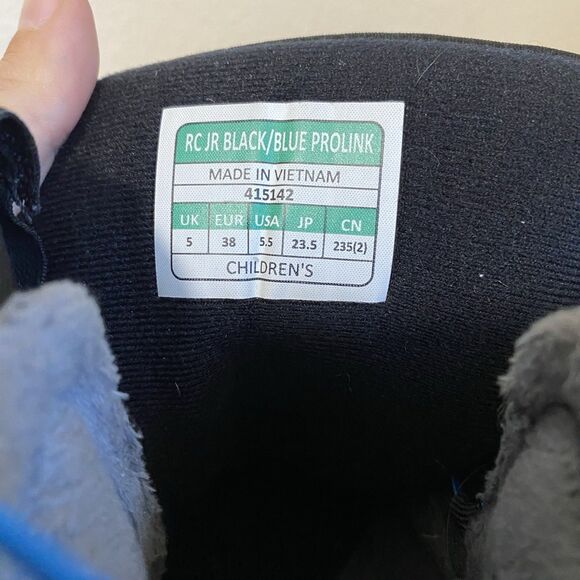 RC JR BLACK/BLUE PROLINK
MADE IN VIETNAM
415142
UK EUR USA JP CN
5 38 5.5 23.5 235(2)
CHILDREN'S